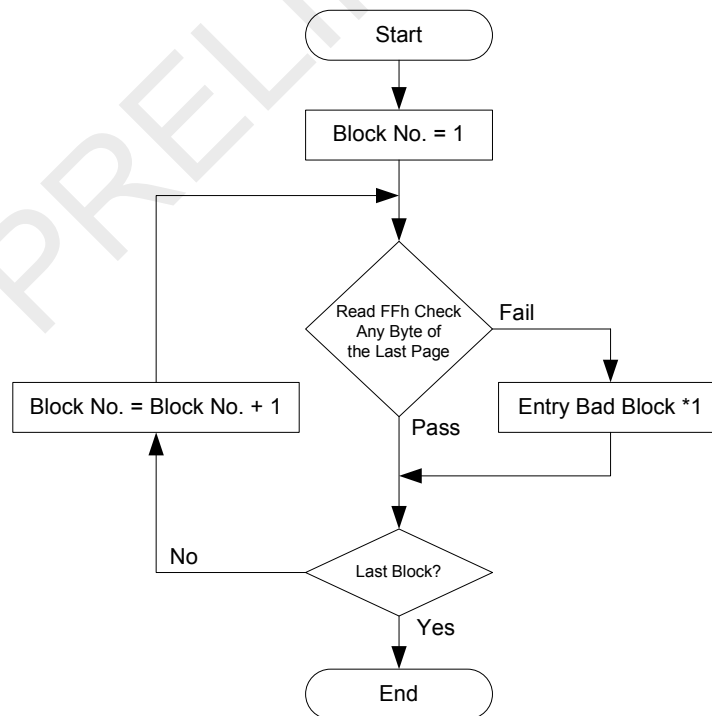 PRELI
Start
Block No. = 1
Read FFh Check
Any Byte of
the Last Page
Fail
Block No. = Block No. + 1
Entry Bad Block *1
Pass
No
Last Block?
Yes
End